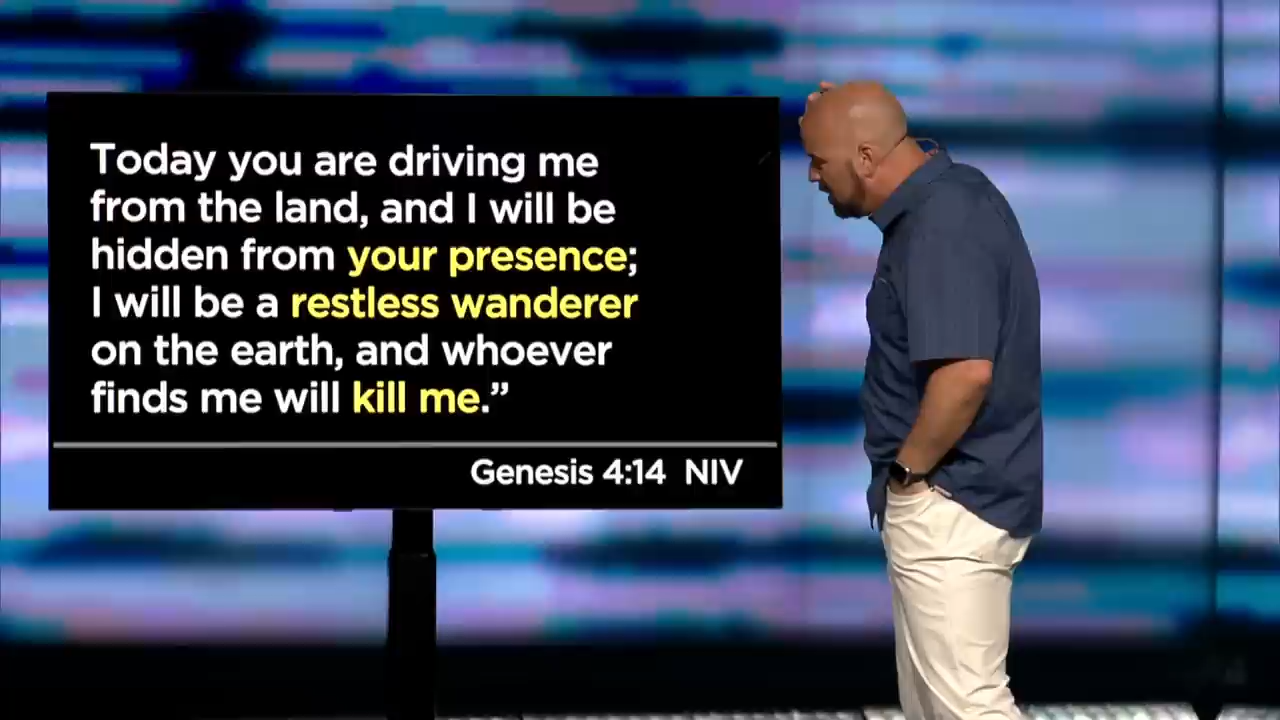 Today you are driving me
from the land, and I will be
hidden from your presence;
I will be a restless wanderer
on the earth, and whoever
finds me will kill me.”
Genesis 4:14 NIV